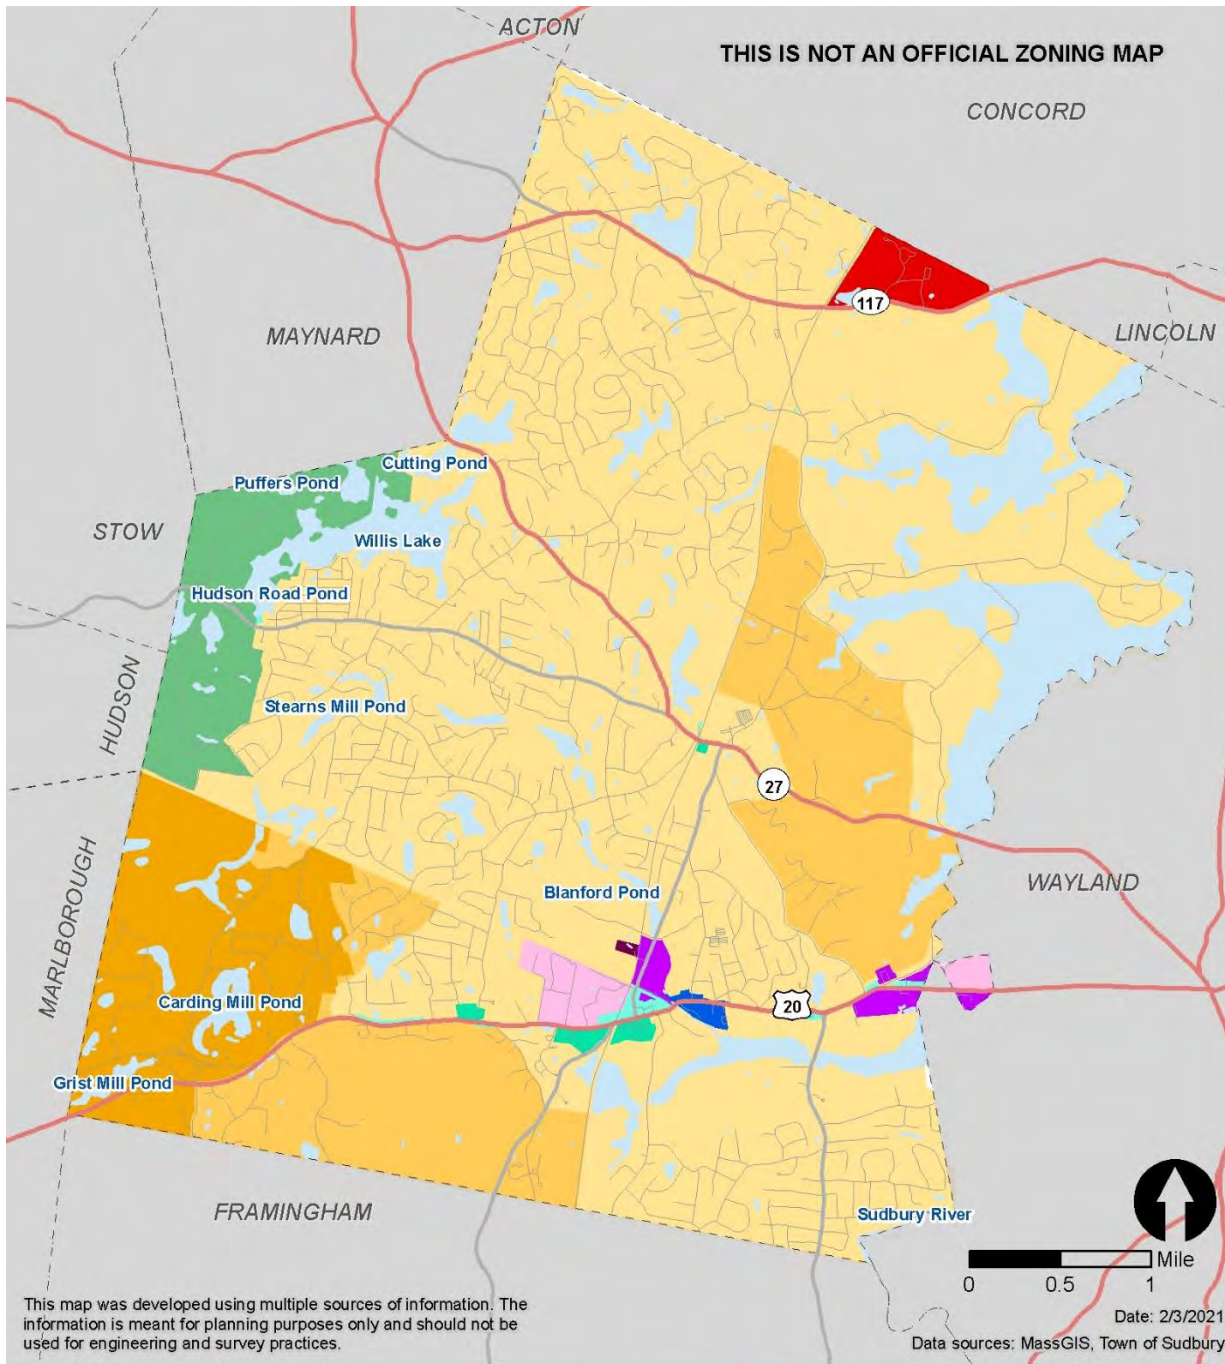 ACTON
THIS IS NOT AN OFFICIAL ZONING MAP
CONCORD
117
MAYNARD
LINCOLN
Cutting Pond
Puffers Pond
STOW
Willis Lake
Hudson Road Pond
HUDSON
Stearns Mill Pond
27
MARLBOROUGH
Blanford Pond
WAYLAND
Carding Mill Pond
20
Grist Mill Pond
FRAMINGHAM
Sudbury River
Mile
0 0.5 1
This map was developed using multiple sources of information. The
information is meant for planning purposes only and should not be
used for engineering and survey practices.
Date: 2/3/2021
Data sources: MassGIS, Town of Sudbury